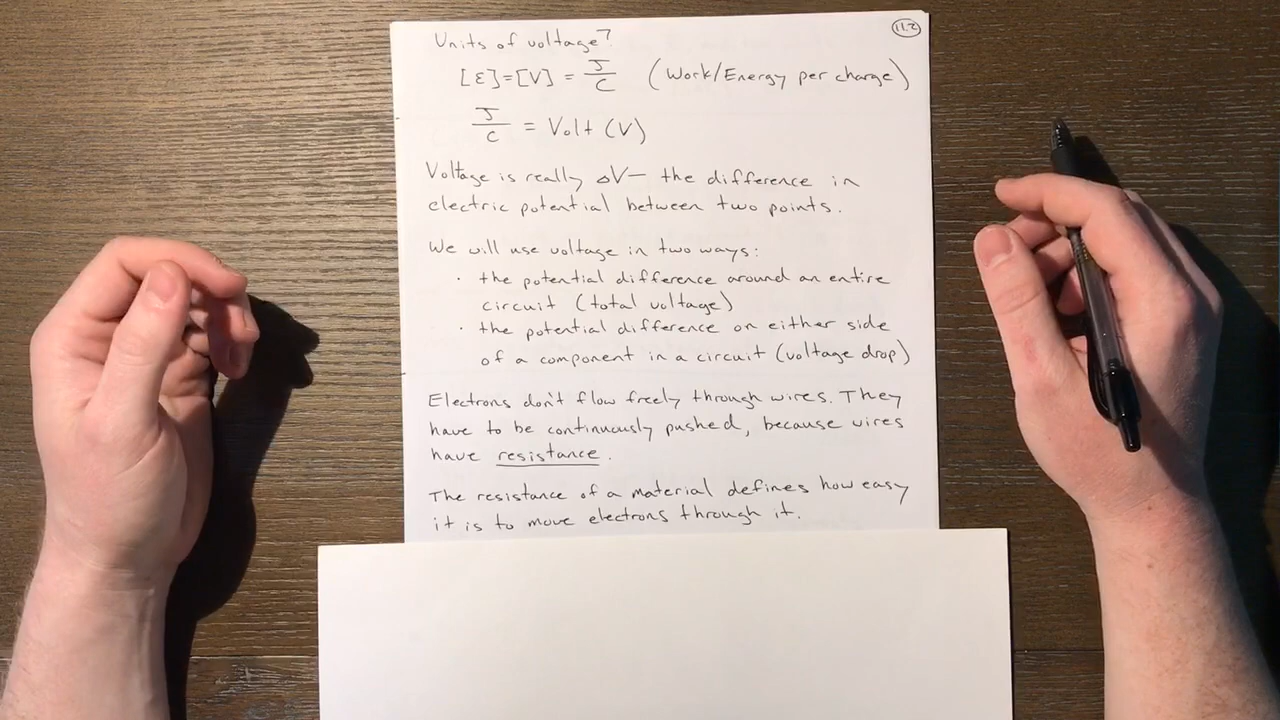 11.2
Units of voltage?
[ε]=[V] = J/C (Work/Energy per charge)
J/C = Volt (V)
Voltage is really ΔV— the difference in
electric potential between two points.
We will use voltage in two ways:
· the potential difference around an entire
circuit (total voltage)
· the potential difference on either side
of a component in a circuit (voltage drop)
Electrons don't flow freely through wires. They
have to be continuously pushed, because wires
have resistance.
The resistance of a material defines how easy
it is to move electrons through it.